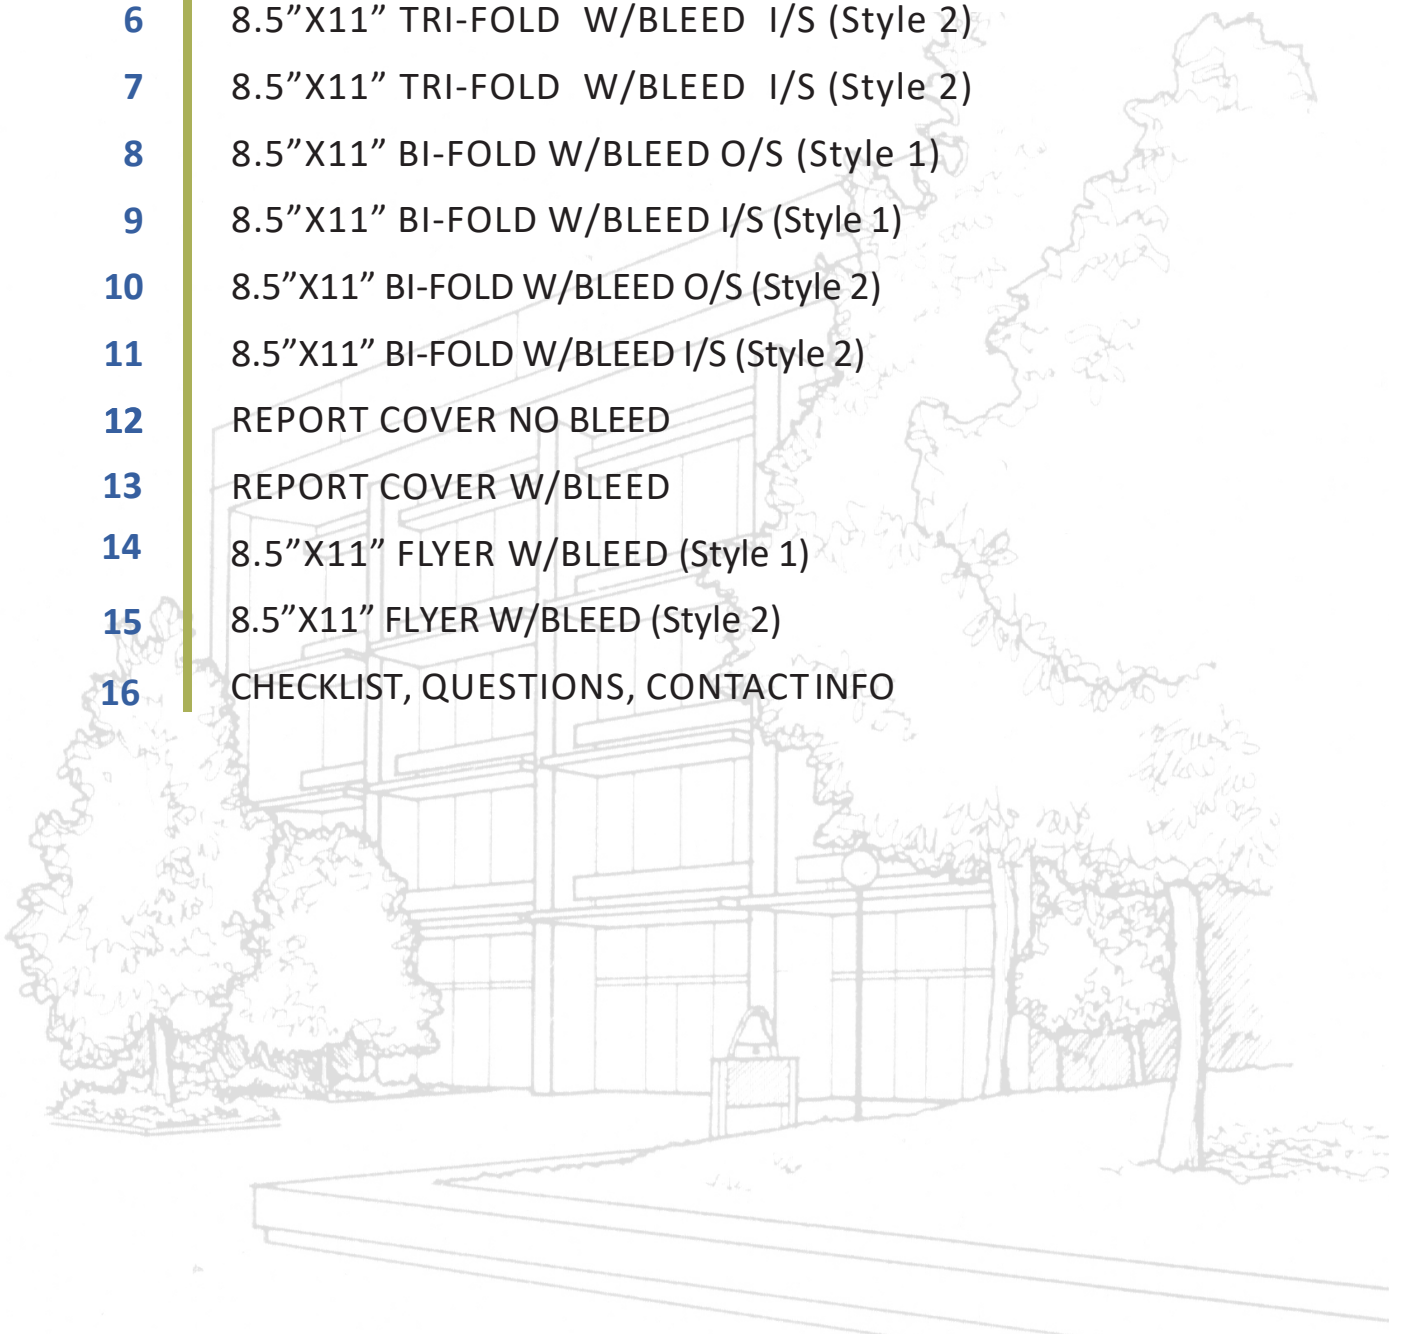 6 8.5”X11” TRI-FOLD W/BLEED I/S (Style 2)
7 8.5”X11” TRI-FOLD W/BLEED I/S (Style 2)
8 8.5”X11” BI-FOLD W/BLEED O/S (Style 1)
9 8.5”X11” BI-FOLD W/BLEED I/S (Style 1)
10 8.5”X11” BI-FOLD W/BLEED O/S (Style 2)
11 8.5”X11” BI-FOLD W/BLEED I/S (Style 2)
12 REPORT COVER NO BLEED
13 REPORT COVER W/BLEED
14 8.5”X11” FLYER W/BLEED (Style 1)
15 8.5”X11” FLYER W/BLEED (Style 2)
16 CHECKLIST, QUESTIONS, CONTACT INFO